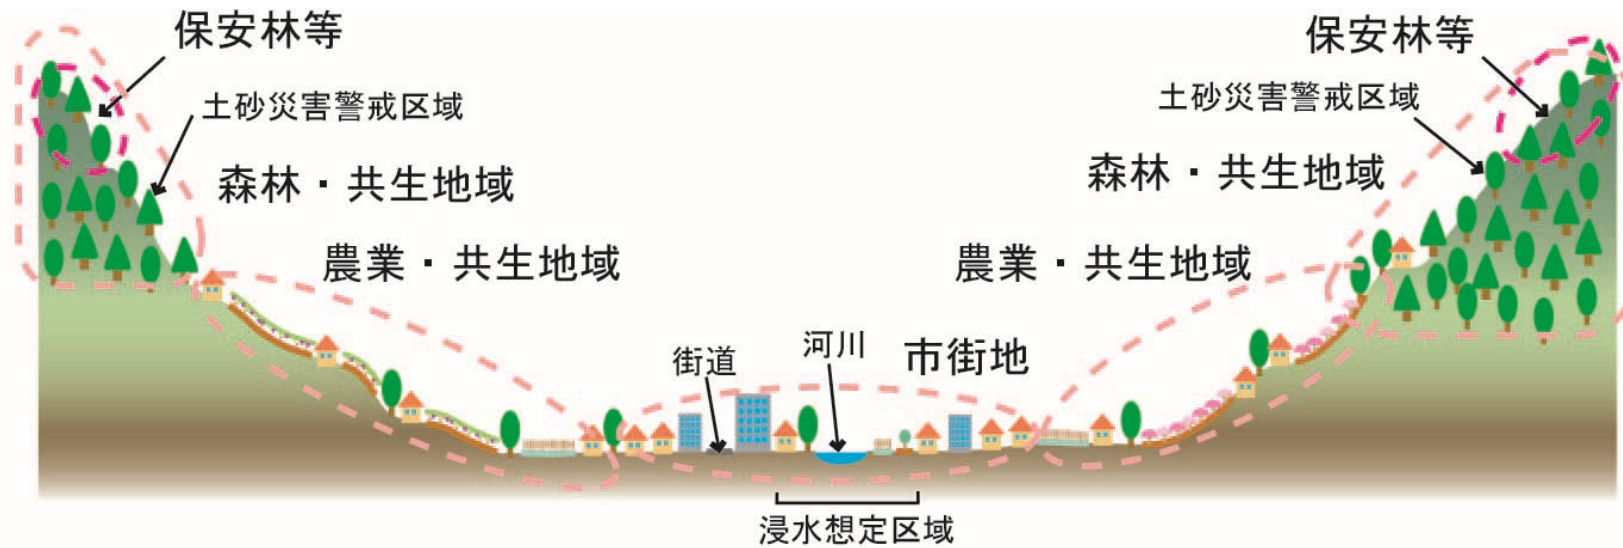 保安林等
土砂災害警戒区域
森林・共生地域
農業・共生地域
保安林等
土砂災害警戒区域
森林・共生地域
農業・共生地域
街道
河川
市街地
浸水想定区域